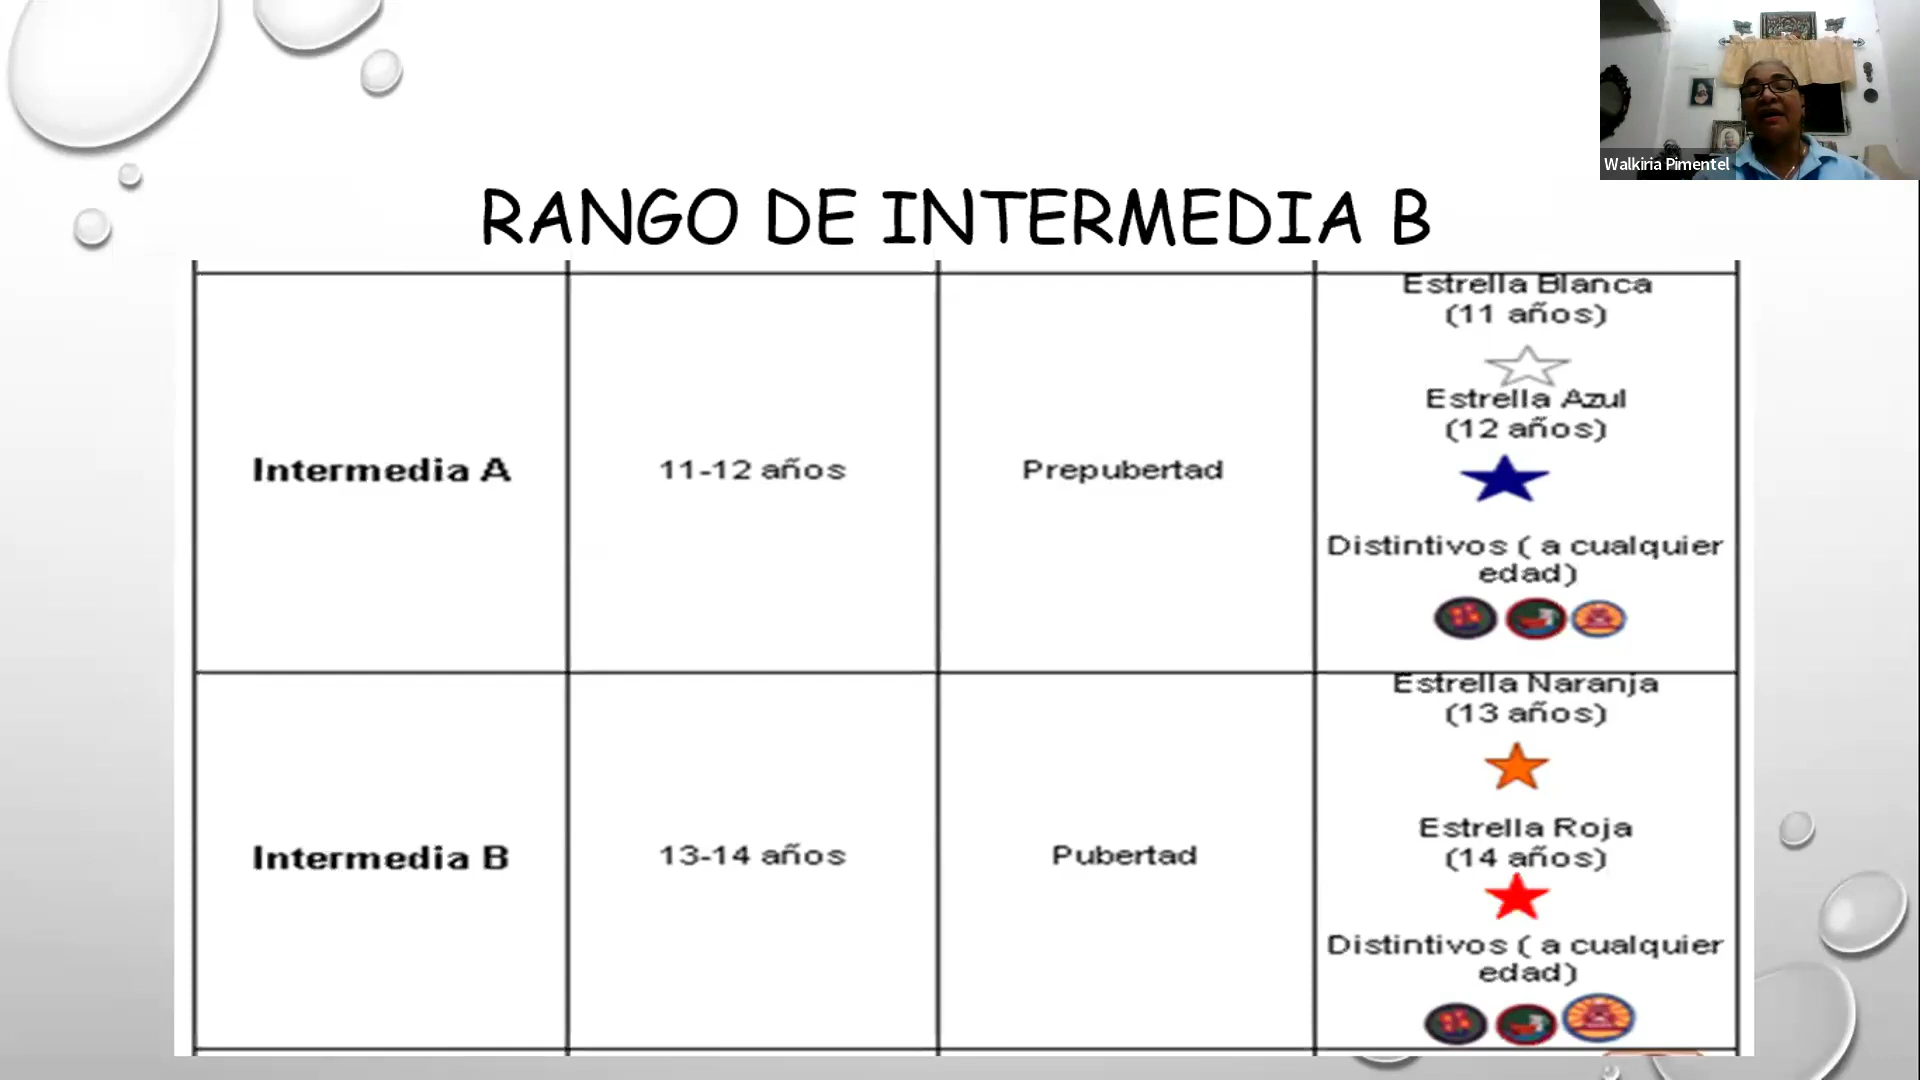 Walkiria Pimentel
RANGO DE INTERMEDIA B
Intermedia A
11-12 años
Prepubertad
Estrella Blanca
(11 años)
Estrella Azul
(12 años)
Distintivos ( a cualquier
edad)
Intermedia B
13-14 años
Pubertad
Estrella Naranja
(13 años)
Estrella Roja
(14 años)
Distintivos ( a cualquier
edad)